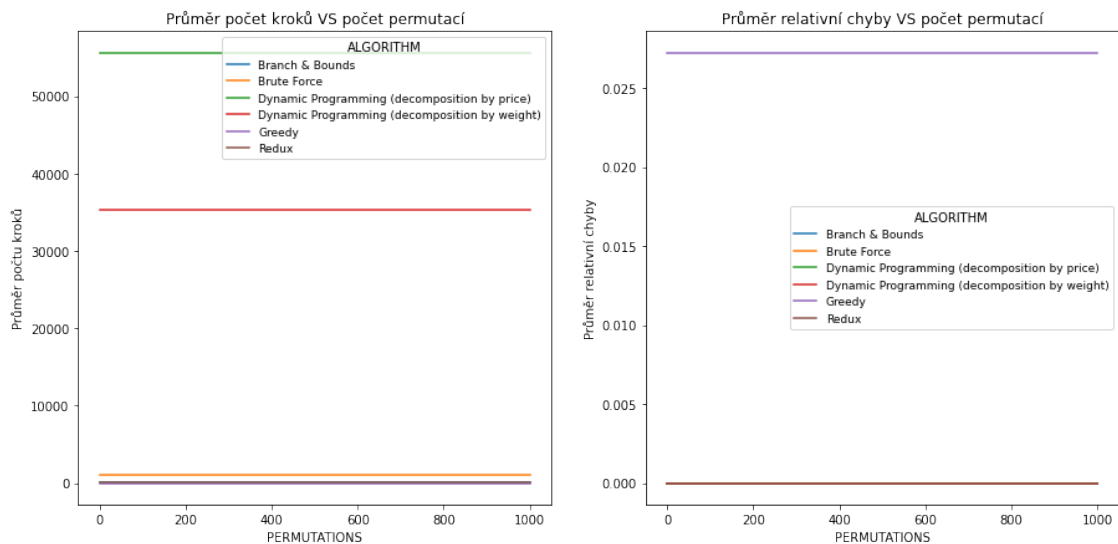 Průměr počet kroků VS počet permutací
Průměr počtu kroků
50000
40000
30000
20000
10000
0
ALGORITHM
Branch & Bounds
Brute Force
Dynamic Programming (decomposition by price)
Dynamic Programming (decomposition by weight)
Greedy
Redux
0 200 400 600 800 1000
PERMUTATIONS
Průměr relativní chyby VS počet permutací
Průměr relativní chyby
0.025
0.020
0.015
0.010
0.005
0.000
ALGORITHM
Branch & Bounds
Brute Force
Dynamic Programming (decomposition by price)
Dynamic Programming (decomposition by weight)
Greedy
Redux
0 200 400 600 800 1000
PERMUTATIONS